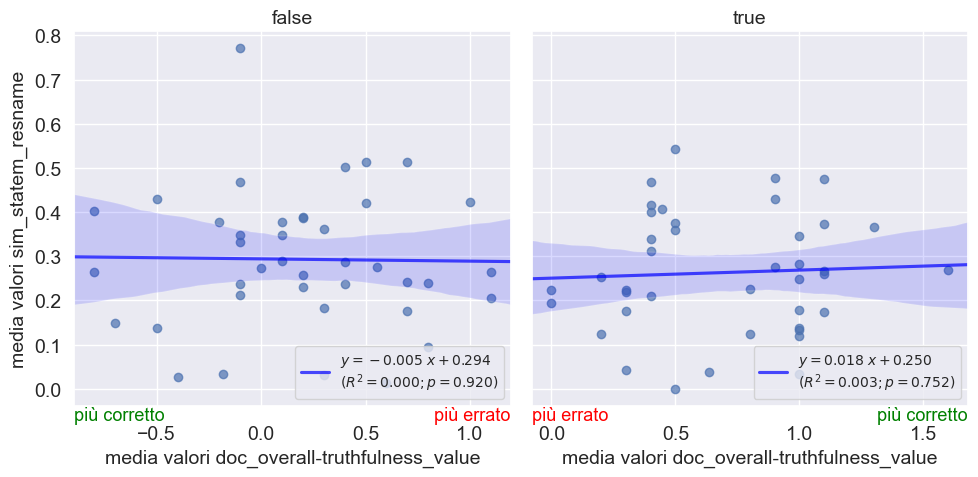 false
true
media valori sim_statem_resname
0.8
0.7
0.6
0.5
0.4
0.3
0.2
0.1
0.0
y = −0.005 x + 0.294
(R² = 0.000; p = 0.920)
y = 0.018 x + 0.250
(R² = 0.003; p = 0.752)
più corretto
più errato
più errato
più corretto
−0.5
0.0
0.5
1.0
0.0
0.5
1.0
1.5
media valori doc_overall-truthfulness_value
media valori doc_overall-truthfulness_value